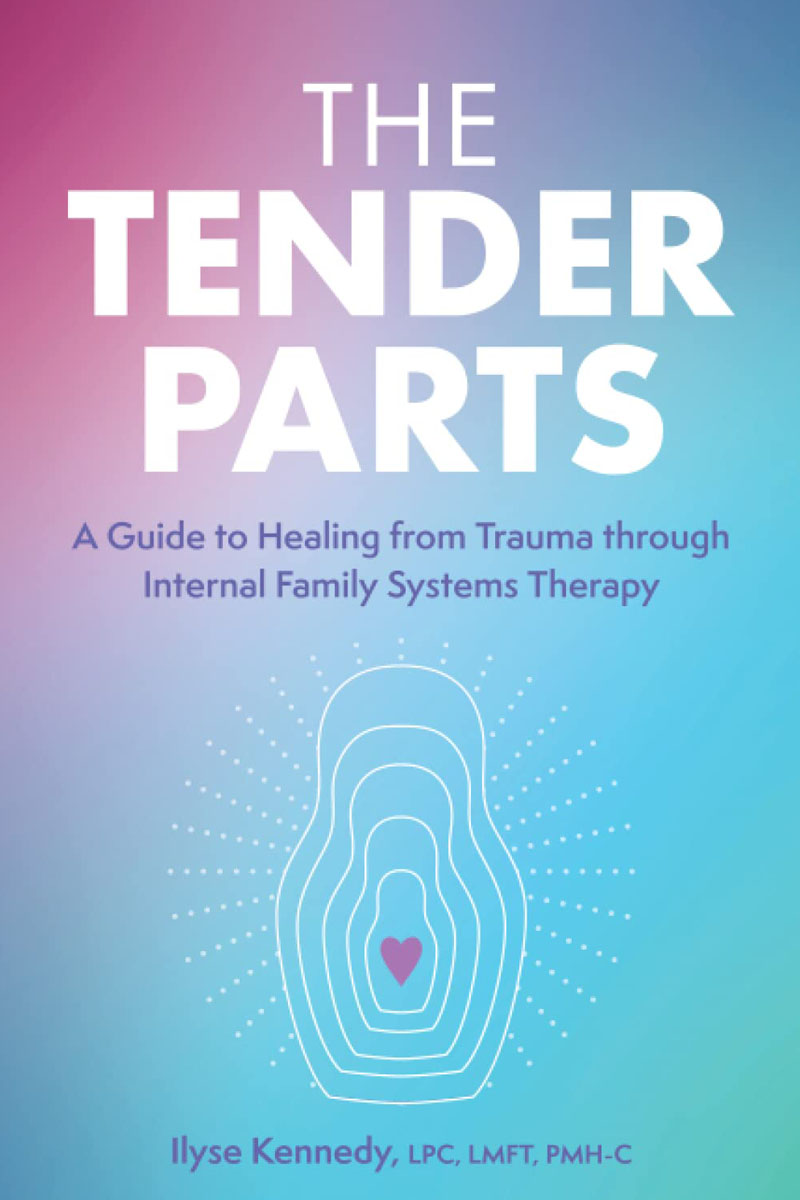 THE
TENDER
PARTS
A Guide to Healing from Trauma through
Internal Family Systems Therapy
Ilyse Kennedy, LPC, LMFT, PMH-C